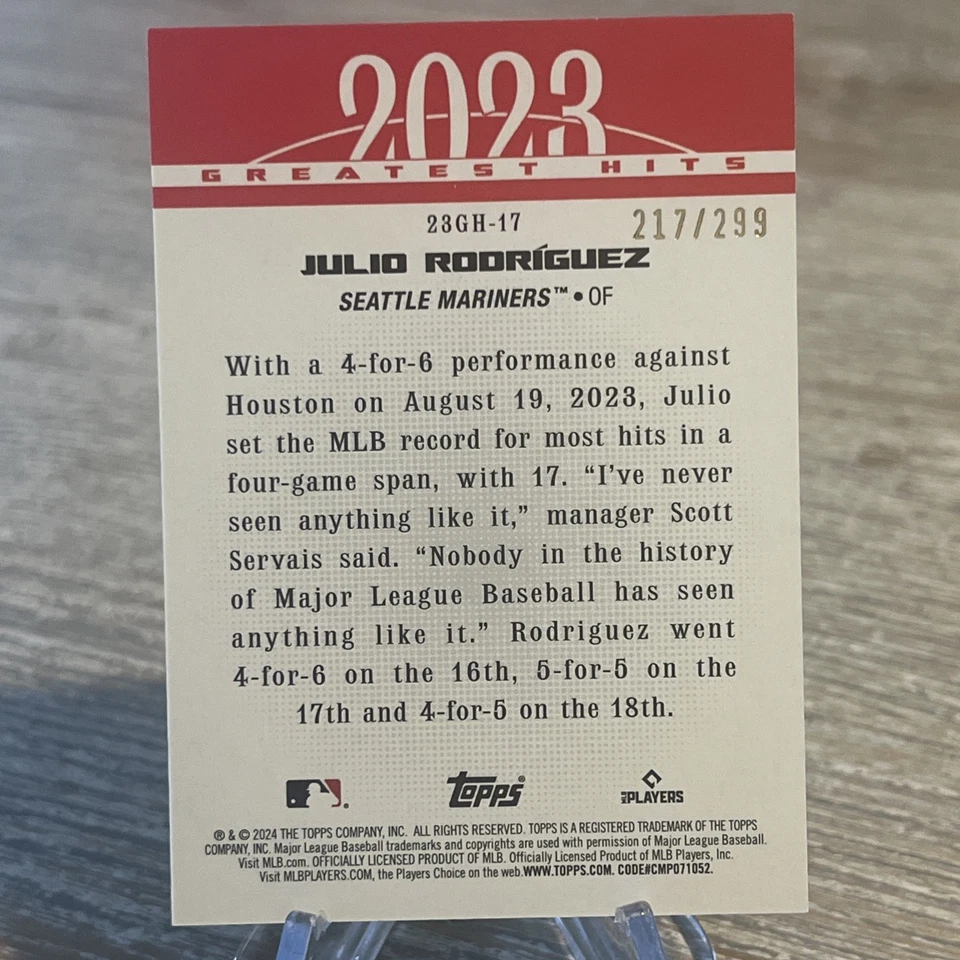 2023
GREATEST HITS
23GH-17
217/299
JULIO RODRÍGUEZ
SEATTLE MARINERS™ • OF
With a 4-for-6 performance against
Houston on August 19, 2023, Julio
set the MLB record for most hits in a
four-game span, with 17. “I’ve never
seen anything like it,” manager Scott
Servais said. “Nobody in the history
of Major League Baseball has seen
anything like it.” Rodriguez went
4-for-6 on the 16th, 5-for-5 on the
17th and 4-for-5 on the 18th.
topps®
MLB PLAYERS
® & © 2024 THE TOPPS COMPANY, INC. ALL RIGHTS RESERVED. TOPPS IS A REGISTERED TRADEMARK OF THE TOPPS
COMPANY, INC. Major League Baseball trademarks and copyrights are used with permission of Major League Baseball.
Visit MLB.com. OFFICIALLY LICENSED PRODUCT OF MLB. Officially Licensed Product of MLB Players, Inc.
Visit MLBPLAYERS.COM, the Players Choice on the web.WWW.TOPPS.COM. CODE#CMP071052.